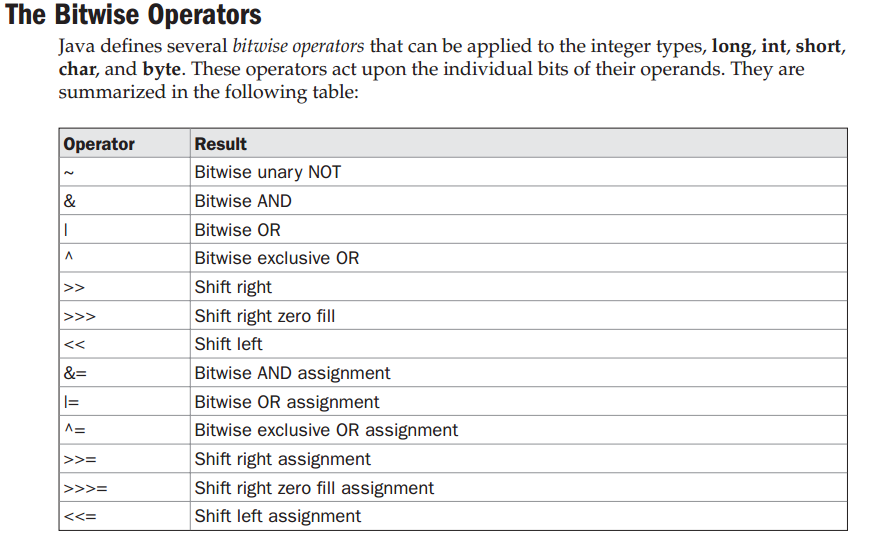 The Bitwise Operators
Java defines several bitwise operators that can be applied to the integer types, long, int, short,
char, and byte. These operators act upon the individual bits of their operands. They are
summarized in the following table:
Operator Result
~ Bitwise unary NOT
& Bitwise AND
| Bitwise OR
^ Bitwise exclusive OR
>> Shift right
>>> Shift right zero fill
<< Shift left
&= Bitwise AND assignment
|= Bitwise OR assignment
^= Bitwise exclusive OR assignment
>>= Shift right assignment
>>>= Shift right zero fill assignment
<<= Shift left assignment